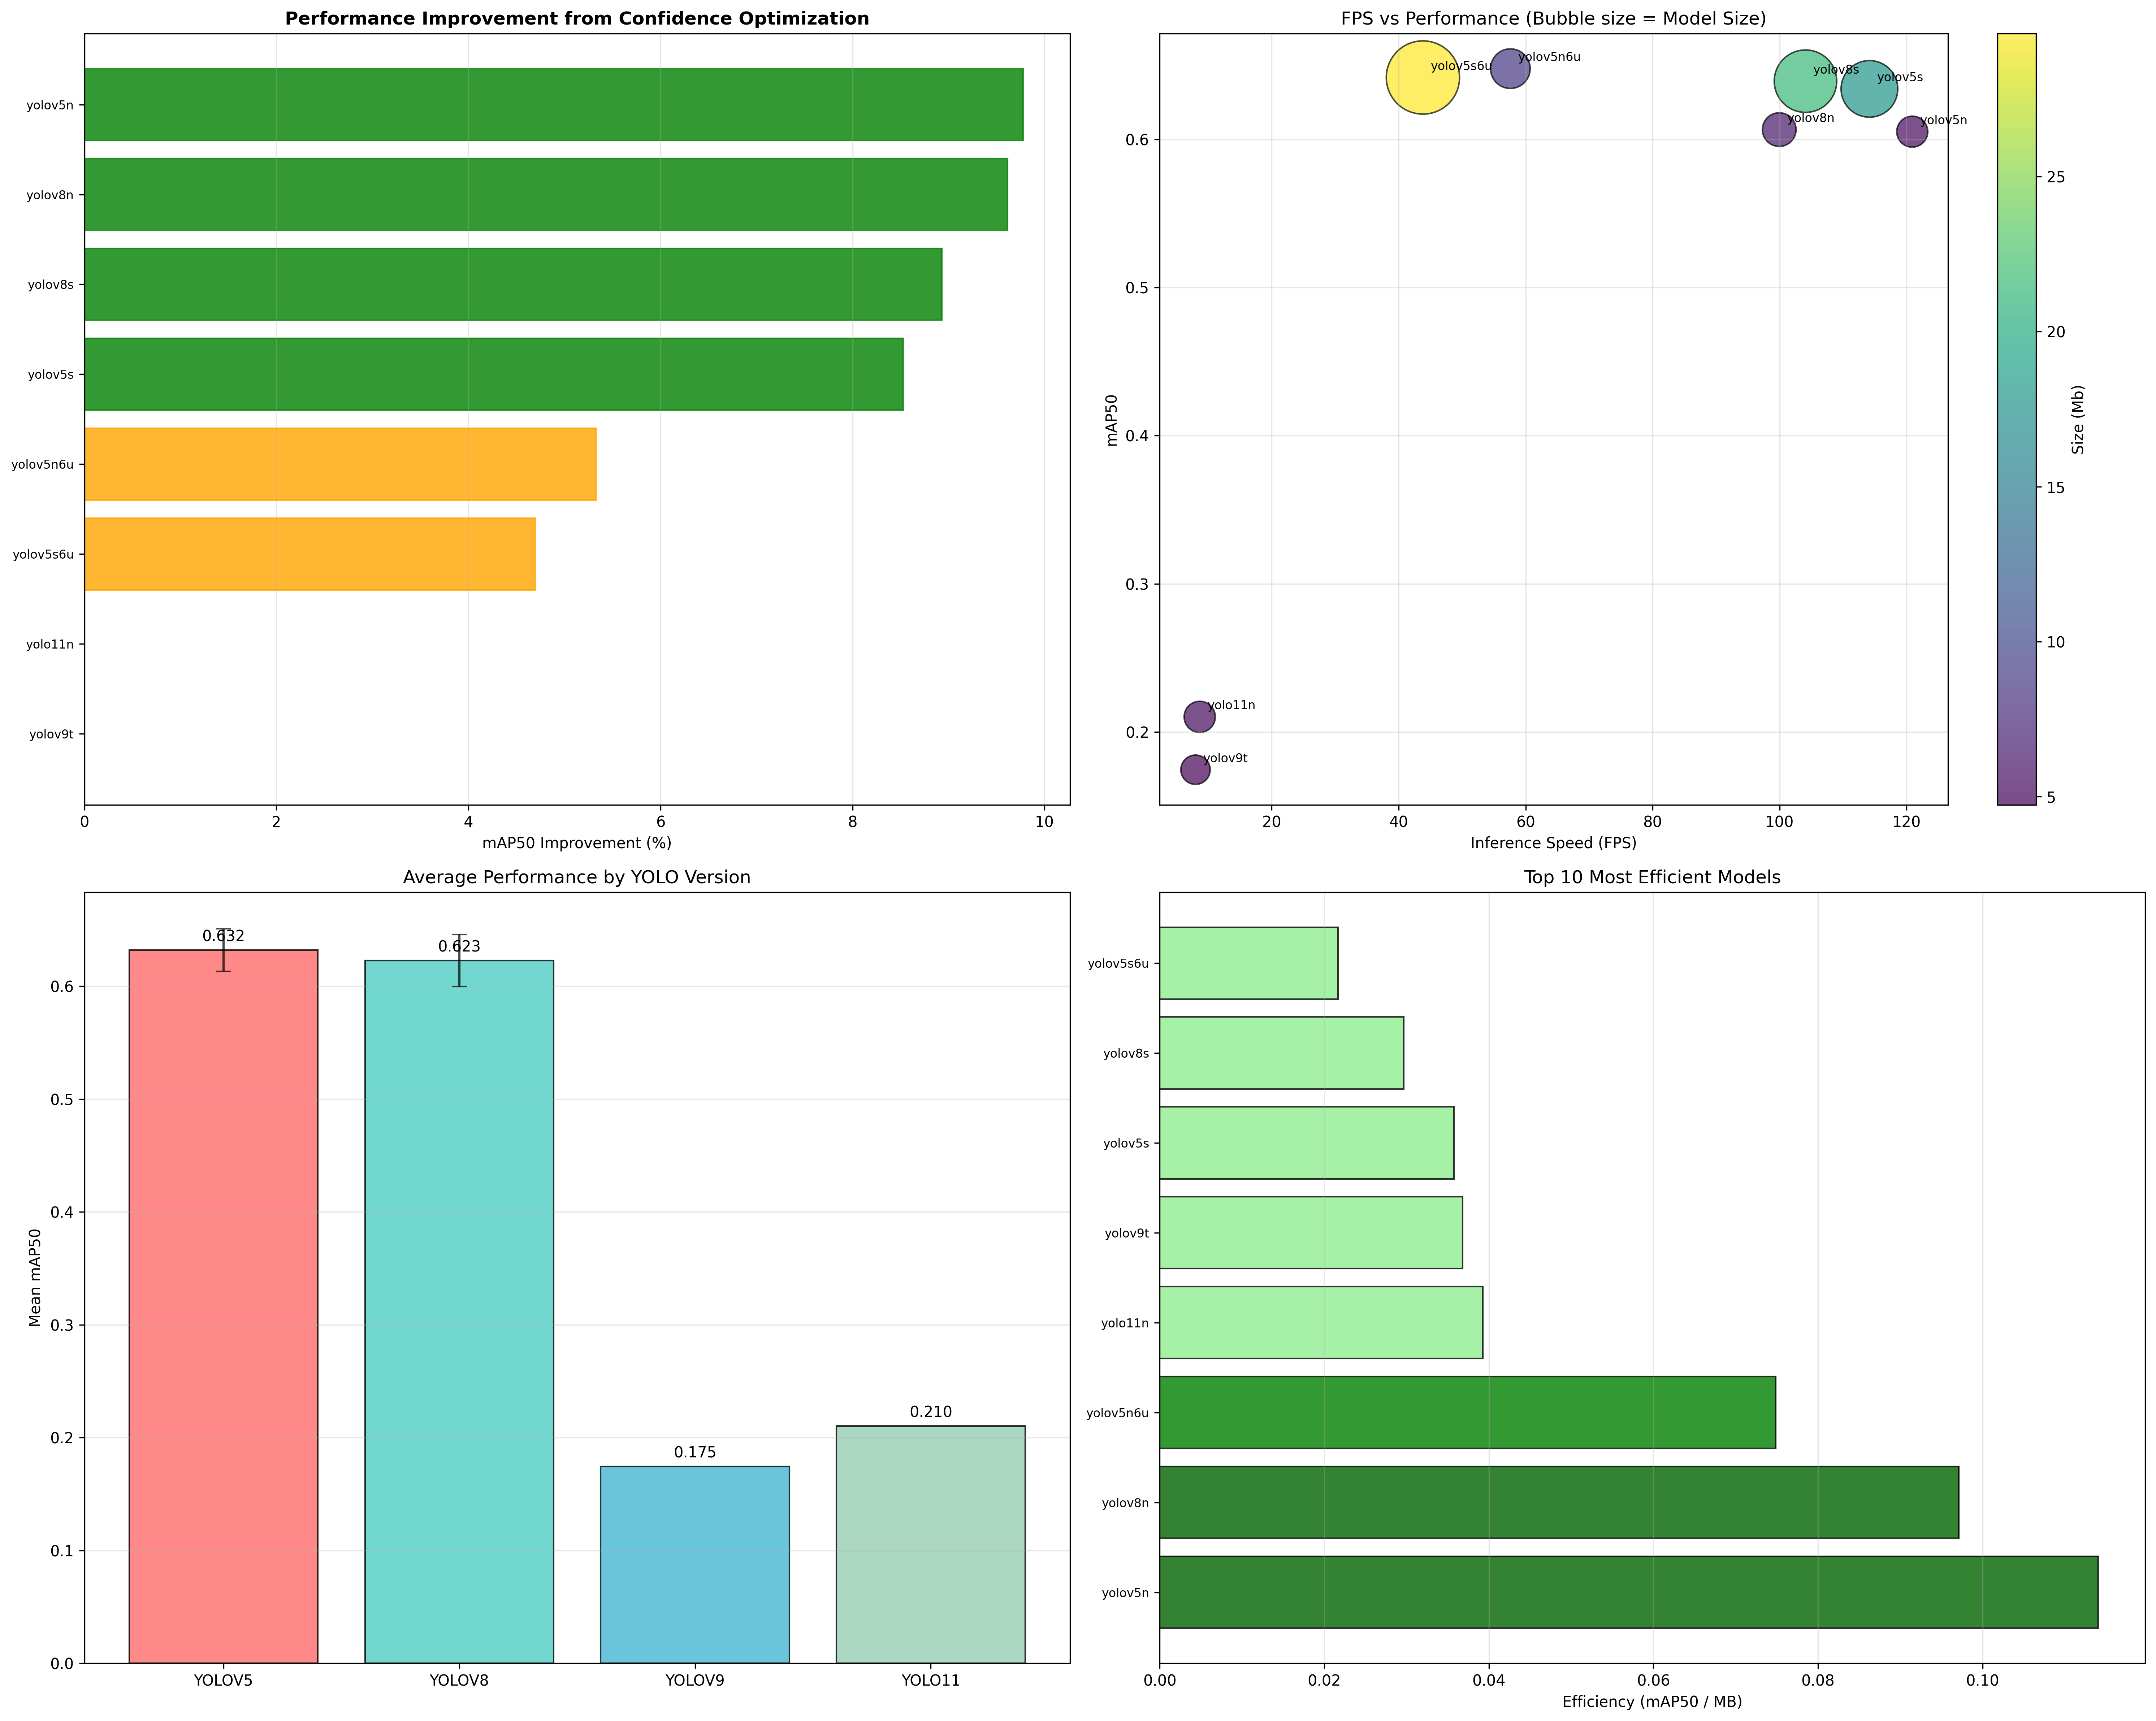 Performance Improvement from Confidence Optimization
yolov5n
yolov8n
yolov8s
yolov5s
yolov5n6u
yolov5s6u
yolo11n
yolov9t
0 2 4 6 8 10
mAP50 Improvement (%)
FPS vs Performance (Bubble size = Model Size)
mAP50
0.6
0.5
0.4
0.3
0.2
yolov5s6u
yolov5n6u
yolov8s
yolov5s
yolov8n
yolov5n
yolo11n
yolov9t
20 40 60 80 100 120
Inference Speed (FPS)
25
20
15
10
5
Size (Mb)
Average Performance by YOLO Version
Mean mAP50
0.6
0.5
0.4
0.3
0.2
0.1
0.0
0.632
0.623
0.175
0.210
YOLOV5 YOLOV8 YOLOV9 YOLO11
Top 10 Most Efficient Models
yolov5s6u
yolov8s
yolov5s
yolov9t
yolo11n
yolov5n6u
yolov8n
yolov5n
0.00 0.02 0.04 0.06 0.08 0.10
Efficiency (mAP50 / MB)